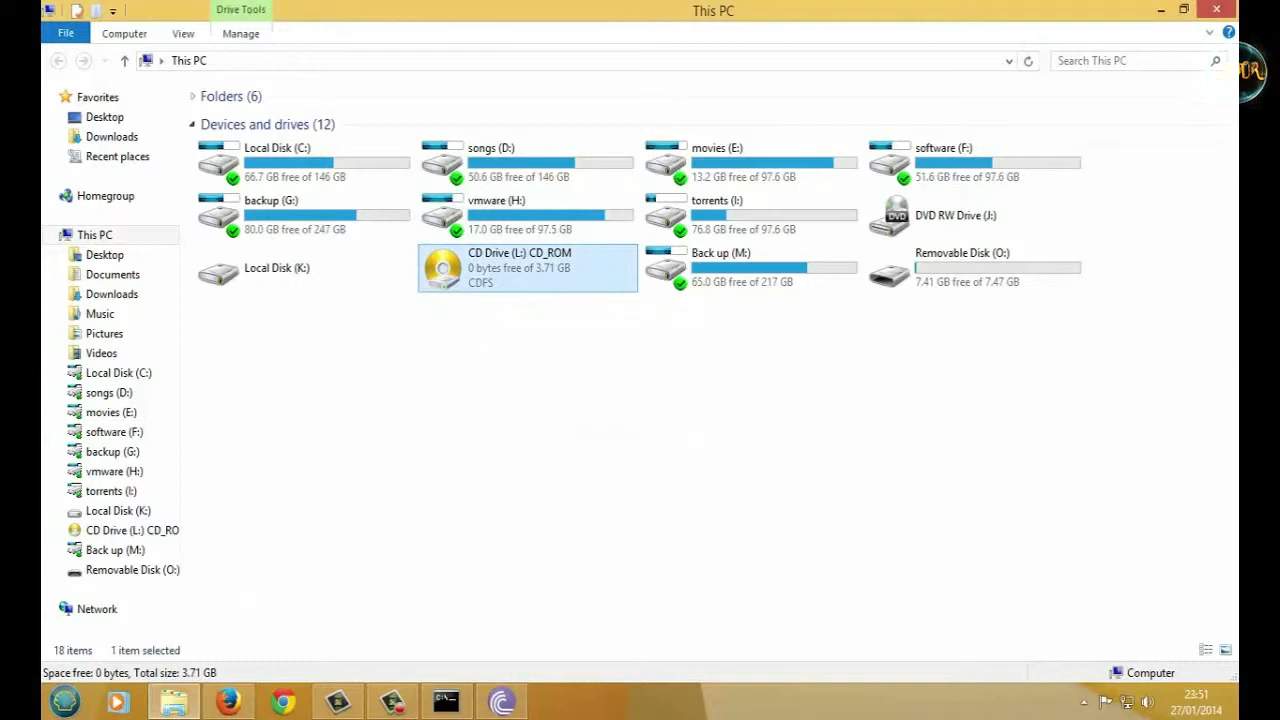 Drive Tools
This PC
File
Computer
View
Manage
This PC
Search This PC
Favorites
Desktop
Downloads
Recent places
Homegroup
This PC
Desktop
Documents
Downloads
Music
Pictures
Videos
Local Disk (C:)
songs (D:)
movies (E:)
software (F:)
backup (G:)
vmware (H:)
torrents (I:)
Local Disk (K:)
CD Drive (L:) CD_RO
Back up (M:)
Removable Disk (O:)
Network
Folders (6)
Devices and drives (12)
Local Disk (C:)
66.7 GB free of 146 GB
songs (D:)
50.6 GB free of 146 GB
movies (E:)
13.2 GB free of 97.6 GB
software (F:)
51.6 GB free of 97.6 GB
backup (G:)
80.0 GB free of 247 GB
vmware (H:)
17.0 GB free of 97.5 GB
torrents (I:)
76.8 GB free of 97.6 GB
DVD
DVD RW Drive (J:)
Local Disk (K:)
CD Drive (L:) CD_ROM
0 bytes free of 3.71 GB
CDFS
Back up (M:)
65.0 GB free of 217 GB
Removable Disk (O:)
7.41 GB free of 7.47 GB
18 items
1 item selected
Space free: 0 bytes, Total size: 3.71 GB
Computer
23:51
27/01/2014